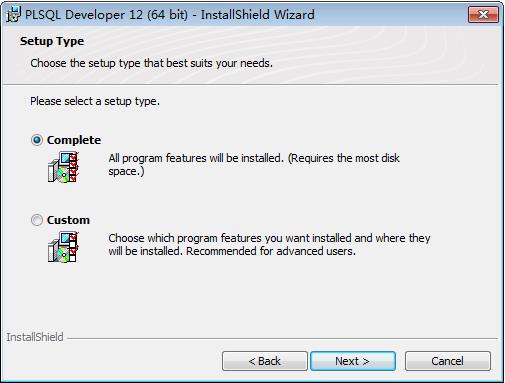 PLSQL Developer 12 (64 bit) - InstallShield Wizard
Setup Type
Choose the setup type that best suits your needs.
Please select a setup type.
Complete
All program features will be installed. (Requires the most disk
space.)
Custom
Choose which program features you want installed and where they
will be installed. Recommended for advanced users.
InstallShield
< Back
Next >
Cancel